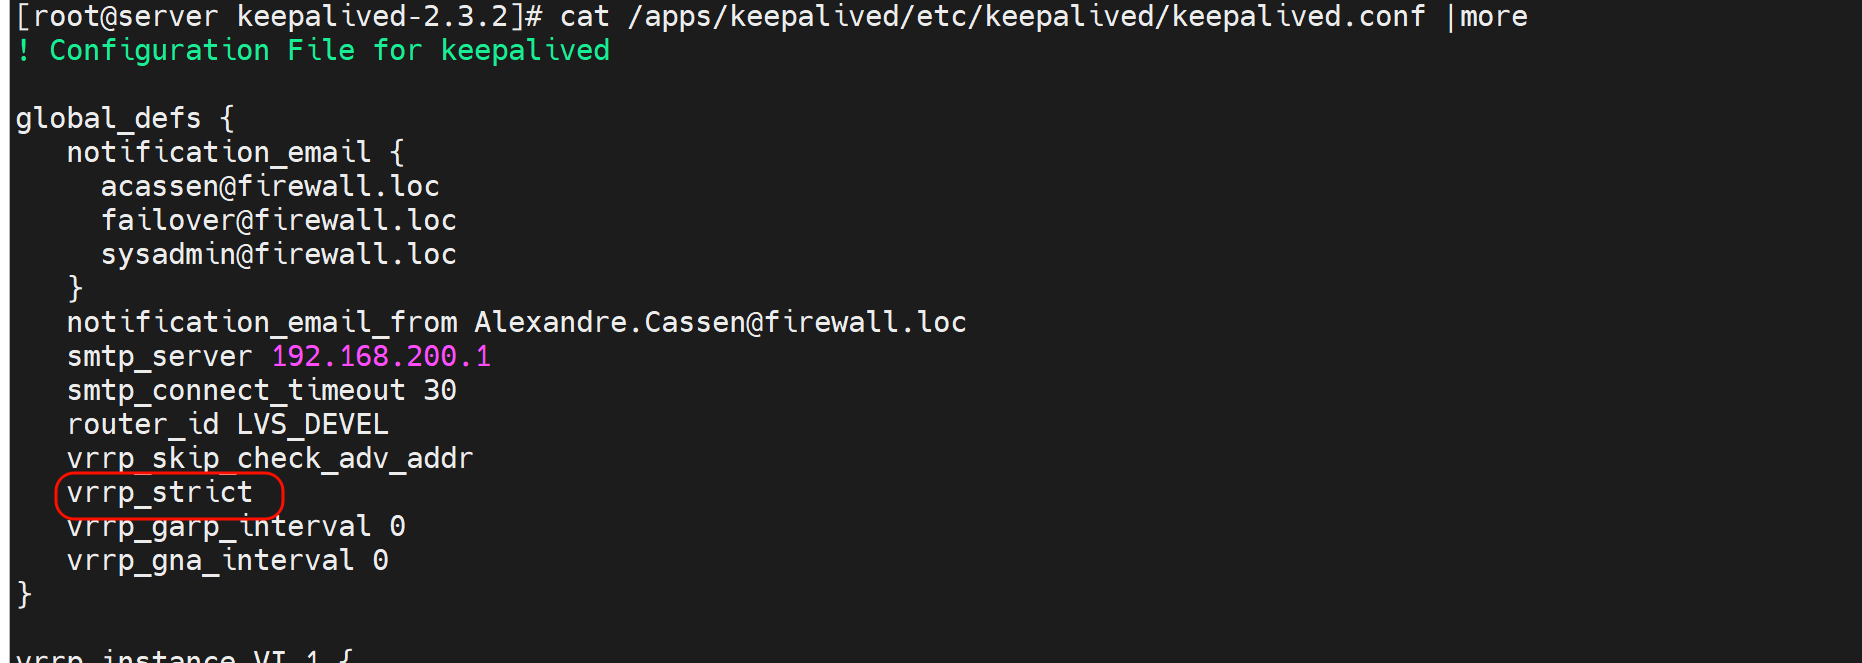 [root@server keepalived-2.3.2]# cat /apps/keepalived/etc/keepalived/keepalived.conf |more
! Configuration File for keepalived
global_defs {
   notification_email {
     acassen@firewall.loc
     failover@firewall.loc
     sysadmin@firewall.loc
   }
   notification_email_from Alexandre.Cassen@firewall.loc
   smtp_server 192.168.200.1
   smtp_connect_timeout 30
   router_id LVS_DEVEL
   vrrp_skip_check_adv_addr
   vrrp_strict
   vrrp_garp_interval 0
   vrrp_gna_interval 0
}
vrrp_instance VI_1 {